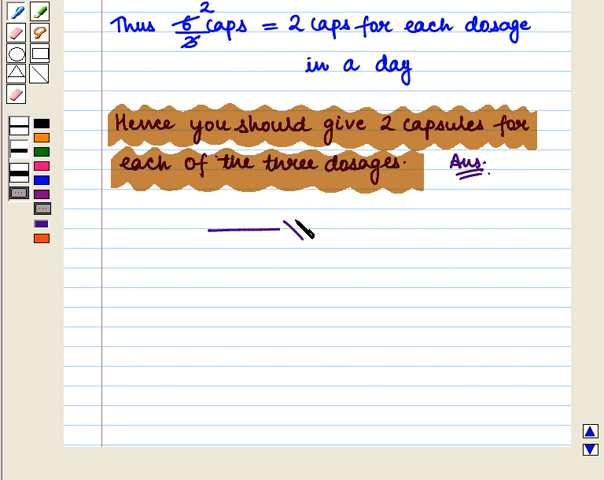 Thus 6/3 2 caps = 2 caps for each dosage
in a day
Hence you should give 2 capsules for
each of the three dosages. Ans.